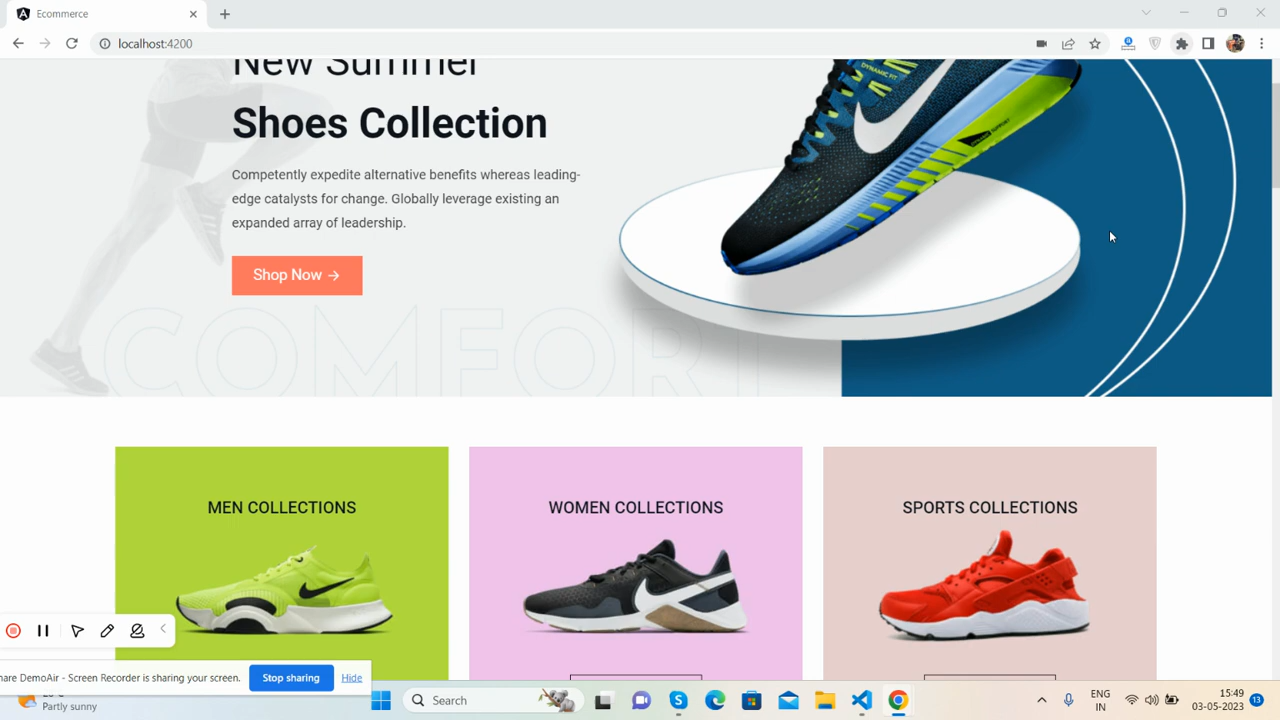 Ecommerce
localhost:4200
New Summer
Shoes Collection
Competently expedite alternative benefits whereas leading-
edge catalysts for change. Globally leverage existing an
expanded array of leadership.
Shop Now →
DYNAMIC FIT
DYNAMIC SUPPORT
COMFORT
MEN COLLECTIONS
WOMEN COLLECTIONS
SPORTS COLLECTIONS
DemoAir - Screen Recorder is sharing your screen.
Stop sharing
Hide
Partly sunny
Search
ENG
IN
15:49
03-05-2023
13